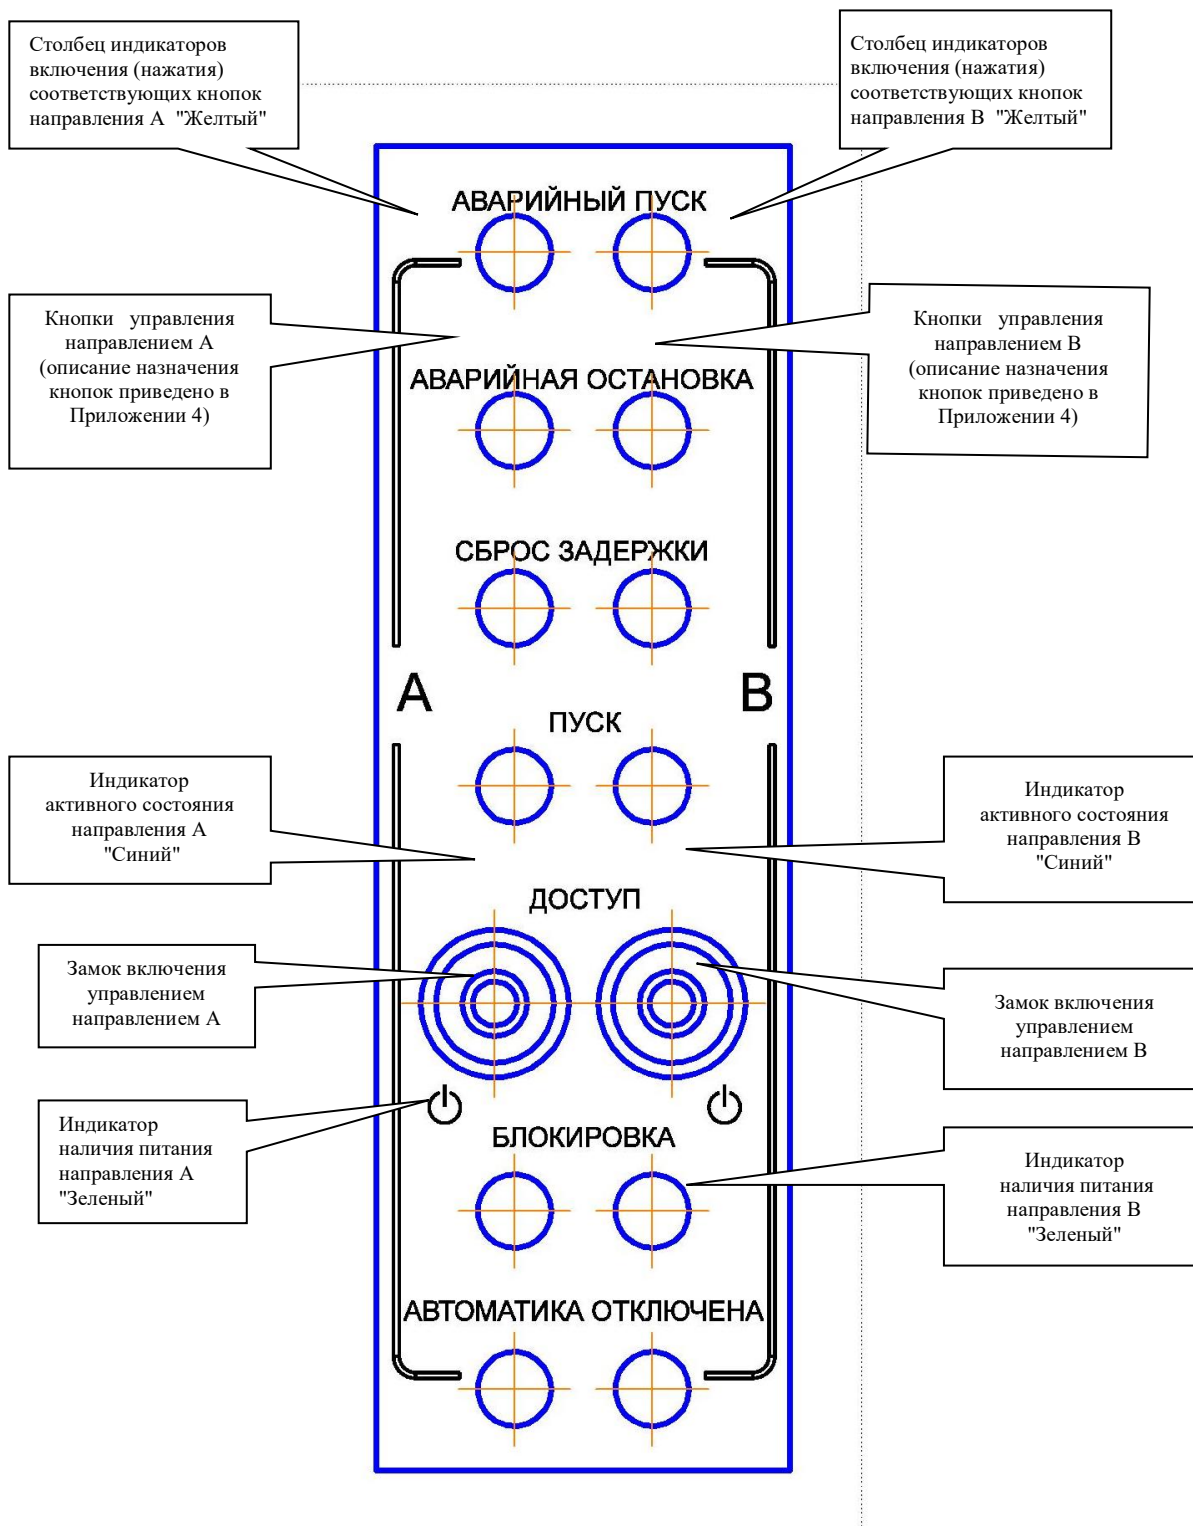 Столбец индикаторов
включения (нажатия)
соответствующих кнопок
направления А "Желтый"
Столбец индикаторов
включения (нажатия)
соответствующих кнопок
направления В "Желтый"
АВАРИЙНЫЙ ПУСК
Кнопки управления
направлением А
(описание назначения
кнопок приведено в
Приложении 4)
Кнопки управления
направлением В
(описание назначения
кнопок приведено в
Приложении 4)
АВАРИЙНАЯ ОСТАНОВКА
СБРОС ЗАДЕРЖКИ
А В
ПУСК
Индикатор
активного состояния
направления А
"Синий"
Индикатор
активного состояния
направления В
"Синий"
ДОСТУП
Замок включения
управлением
направлением А
Замок включения
управлением
направлением В
Индикатор
наличия питания
направления А
"Зеленый"
БЛОКИРОВКА
Индикатор
наличия питания
направления В
"Зеленый"
АВТОМАТИКА ОТКЛЮЧЕНА